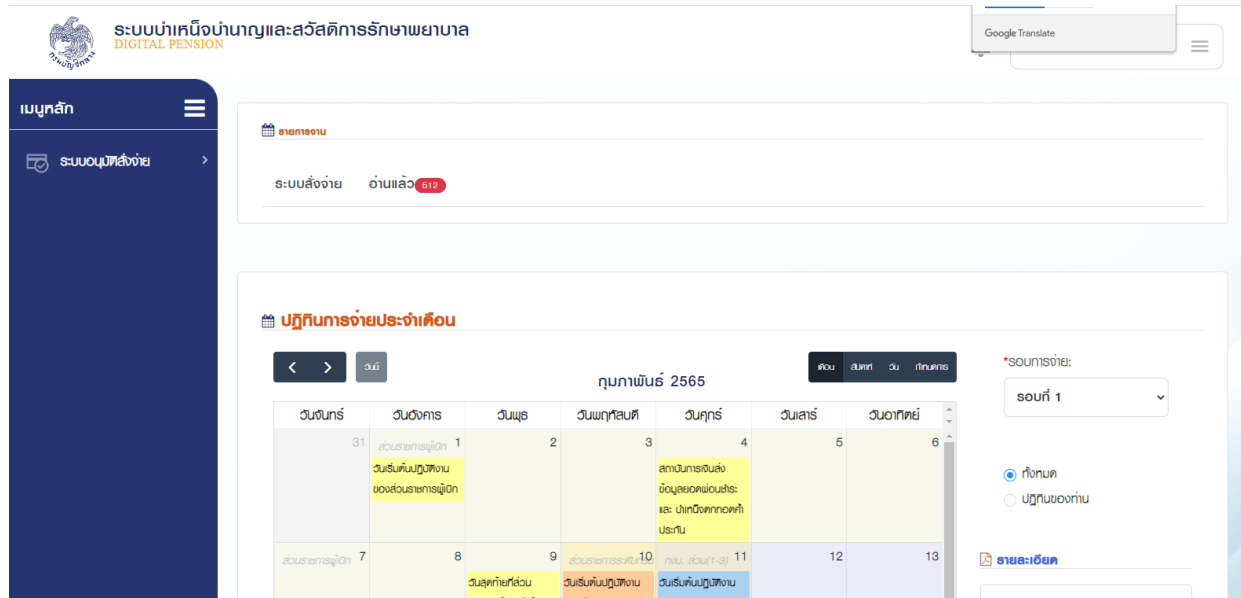 ระบบบำเหน็จบำนาญและสวัสดิการรักษาพยาบาล
DIGITAL PENSION
กรมบัญชีกลาง
Google Translate
เมนูหลัก
ระบบอนุมัติสั่งจ่าย
รายการงาน
ระบบสั่งจ่าย อ่านแล้ว 512
ปฏิทินการจ่ายประจำเดือน
วันนี้
กุมภาพันธ์ 2565
เดือน สัปดาห์ วัน กำหนดการ
*รอบการจ่าย:
รอบที่ 1
วันจันทร์ วันอังคาร วันพุธ วันพฤหัสบดี วันศุกร์ วันเสาร์ วันอาทิตย์
31 ส่วนราชการผู้เบิก 1 2 3 4 5 6
วันเริ่มต้นปฏิบัติงาน
ของส่วนราชการผู้เบิก
สถาบันการเงินส่ง
ข้อมูลยอดผ่อนชำระ
และ บำเหน็จตกทอดค้ำ
ประกัน
ทั้งหมด
ปฏิทินของท่าน
ส่วนราชการผู้เบิก 7 8 9 10 กงบ. ส่วน(1-3) 11 12 13
วันสุดท้ายที่ส่วน
วันเริ่มต้นปฏิบัติงาน
วันเริ่มต้นปฏิบัติงาน
รายละเอียด